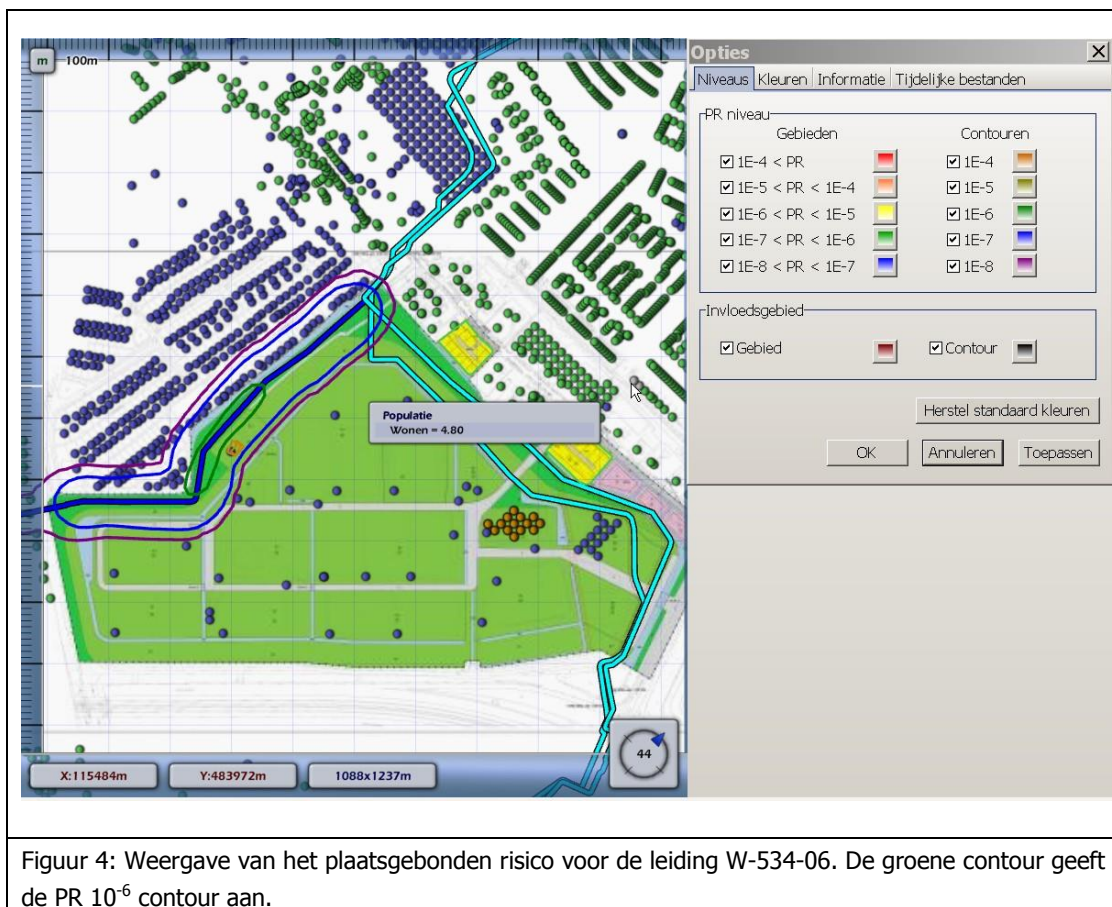 m
100m
Populatie
Wonen = 4.80
X:115484m
Y:483972m
1088x1237m
44
Opties
Niveaus Kleuren Informatie Tijdelijke bestanden
PR niveau
Gebieden Contouren
1E-4 < PR 1E-4
1E-5 < PR < 1E-4 1E-5
1E-6 < PR < 1E-5 1E-6
1E-7 < PR < 1E-6 1E-7
1E-8 < PR < 1E-7 1E-8
Invloedsgebied
Gebied Contour
Herstel standaard kleuren
OK Annuleren Toepassen
Figuur 4: Weergave van het plaatsgebonden risico voor de leiding W-534-06. De groene contour geeft
de PR 10⁻⁶ contour aan.